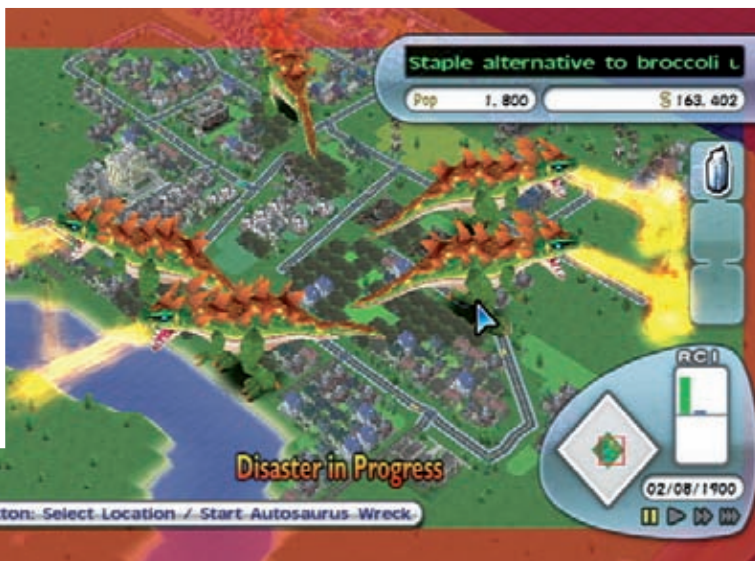 Staple alternative to broccoli
Pop 1,800 § 163,402
RCI
Disaster in Progress
02/08/1900
ton: Select Location / Start Autosaurus Wreck